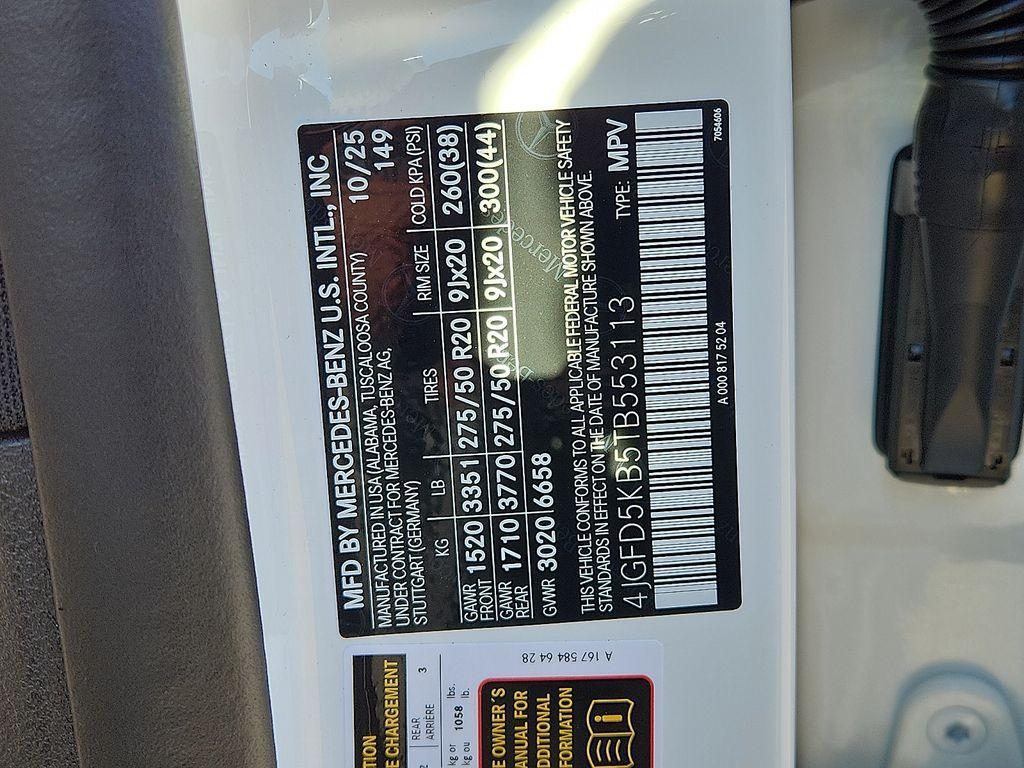 MFD BY MERCEDES-BENZ U.S. INTL., INC
MANUFACTURED IN USA (ALABAMA, TUSCALOOSA COUNTY) 10/25
UNDER CONTRACT FOR MERCEDES-BENZ AG, 149
STUTTGART (GERMANY)
KG LB TIRES RIM SIZE COLD KPA (PSI)
GAWR FRONT 1520 3351 275/50 R20 9Jx20 260(38)
GAWR REAR 1710 3770 275/50 R20 9Jx20 300(44)
GVWR 3020 6658
THIS VEHICLE CONFORMS TO ALL APPLICABLE FEDERAL MOTOR VEHICLE SAFETY
STANDARDS IN EFFECT ON THE DATE OF MANUFACTURE SHOWN ABOVE.
4JGFD5KB5TB553113 TYPE: MPV
A 000 817 52 04
7054606
E CHARGEMENT
REAR
ARRIÈRE 3
kg or 1058 lbs.
kg ou lb.
OWNER´S
FOR
A 167 584 64 28